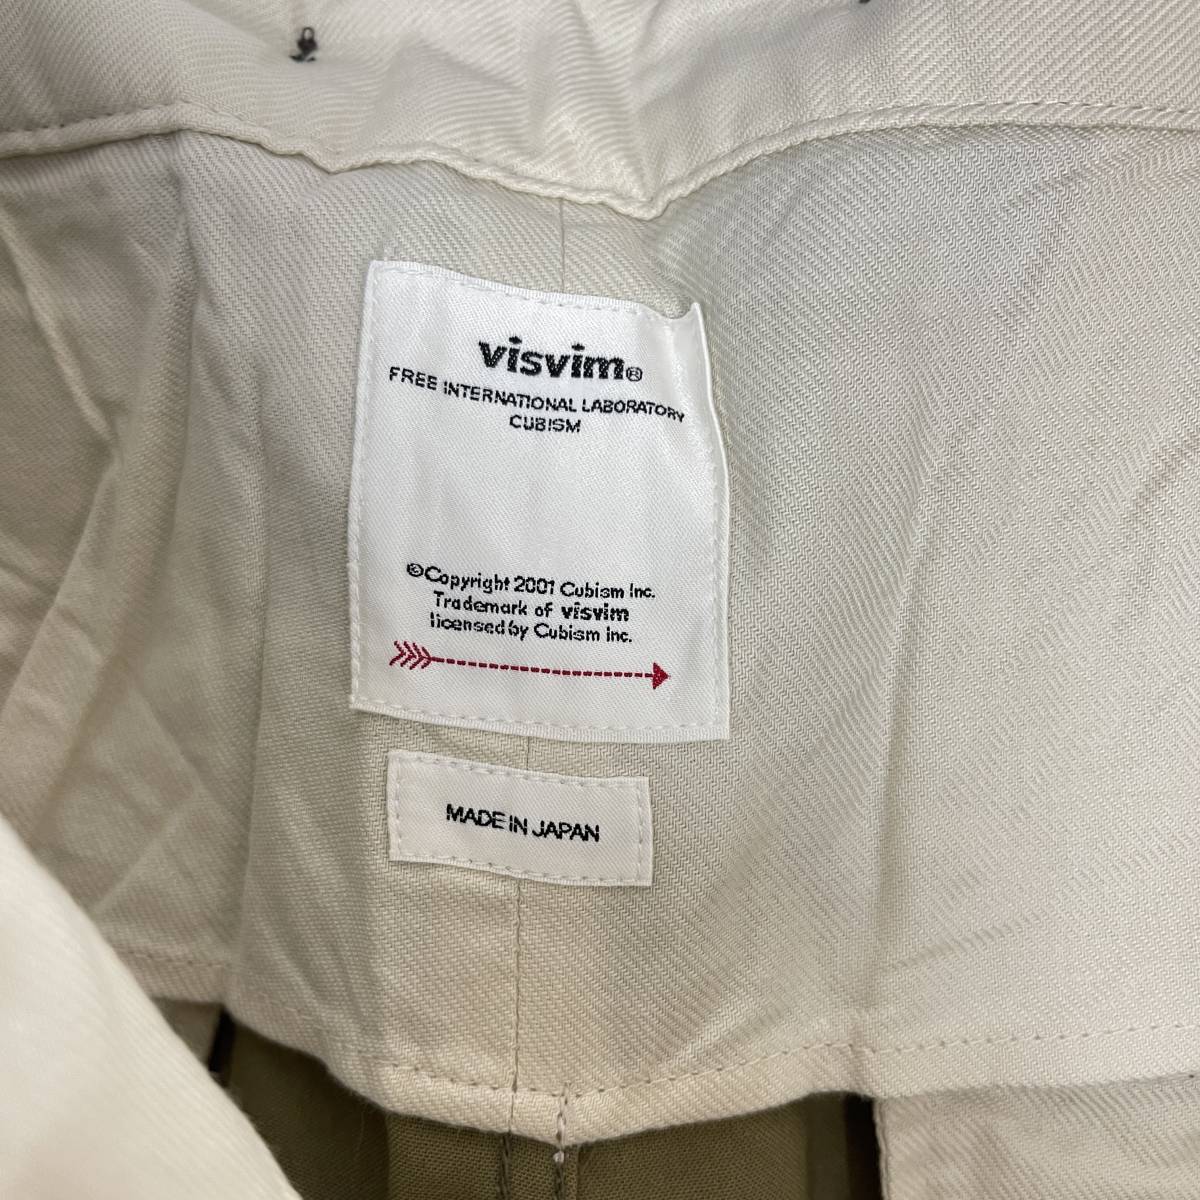 visvim®
FREE INTERNATIONAL LABORATORY
CUBISM
©Copyright 2001 Cubism Inc.
Trademark of visvim
licensed by Cubism Inc.
MADE IN JAPAN